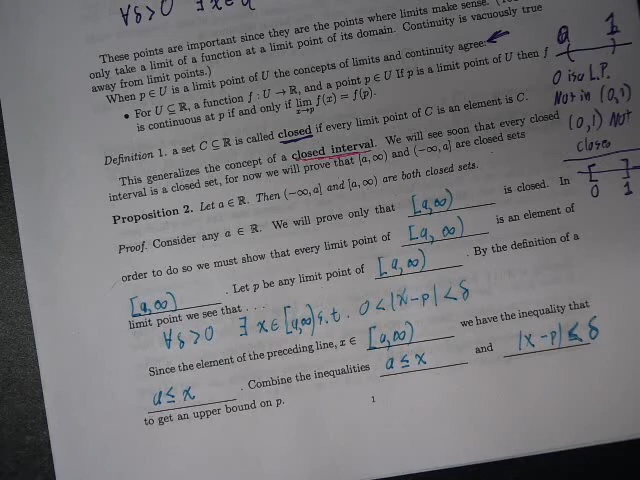 ∀δ>0 ∃x∈U
These points are important since they are the points where limits make sense.
only take a limit of a function at a limit point of its domain. Continuity is vacuously true
away from limit points.)
When p ∈ U is a limit point of U the concepts of limits and continuity agree:
• For U ⊆ ℝ, a function f : U → ℝ, and a point p ∈ U If p is a limit point of U then f
is continuous at p if and only if lim x→p f(x) = f(p).
Definition 1. a set C ⊆ ℝ is called closed if every limit point of C is an element is C.
This generalizes the concept of a closed interval. We will see soon that every closed
interval is a closed set, for now we will prove that [a, ∞) and (−∞, a] are closed sets
Proposition 2. Let a ∈ ℝ. Then (−∞, a] and [a, ∞) are both closed sets.
Proof. Consider any a ∈ ℝ. We will prove only that [a,∞) is closed. In
order to do so we must show that every limit point of [a, ∞) is an element of
[a,∞) . Let p be any limit point of [a,∞) . By the definition of a
limit point we see that . . .
∀δ>0 ∃ x∈[a,∞) s.t. 0<|x-p|<δ
Since the element of the preceding line, x ∈ [a,∞) we have the inequality that
a≤x . Combine the inequalities a≤x and |x-p|≤δ
to get an upper bound on p.
1
0 1
0 is a L.P.
Not in (0,1)
(0,1) Not
closed
0 1